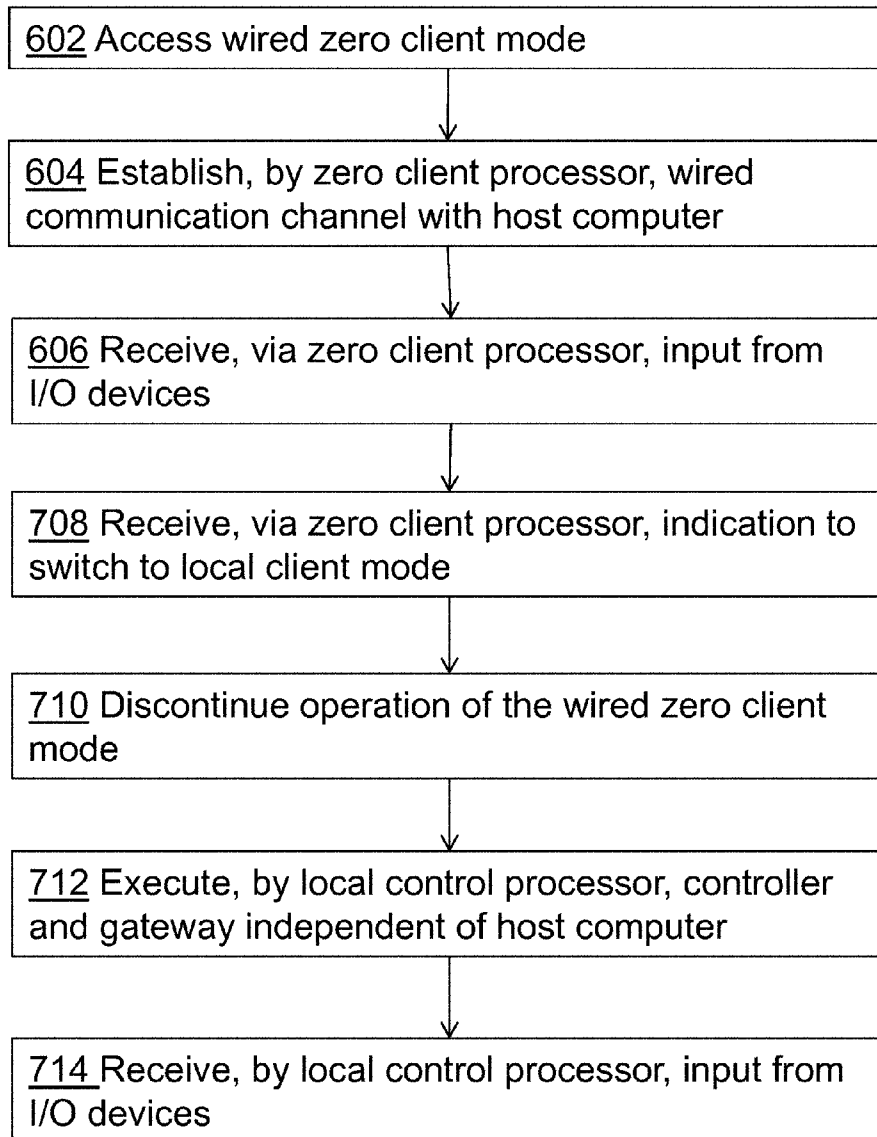 602 Access wired zero client mode
604 Establish, by zero client processor, wired
communication channel with host computer
606 Receive, via zero client processor, input from
I/O devices
708 Receive, via zero client processor, indication to
switch to local client mode
710 Discontinue operation of the wired zero client
mode
712 Execute, by local control processor, controller
and gateway independent of host computer
714 Receive, by local control processor, input from
I/O devices